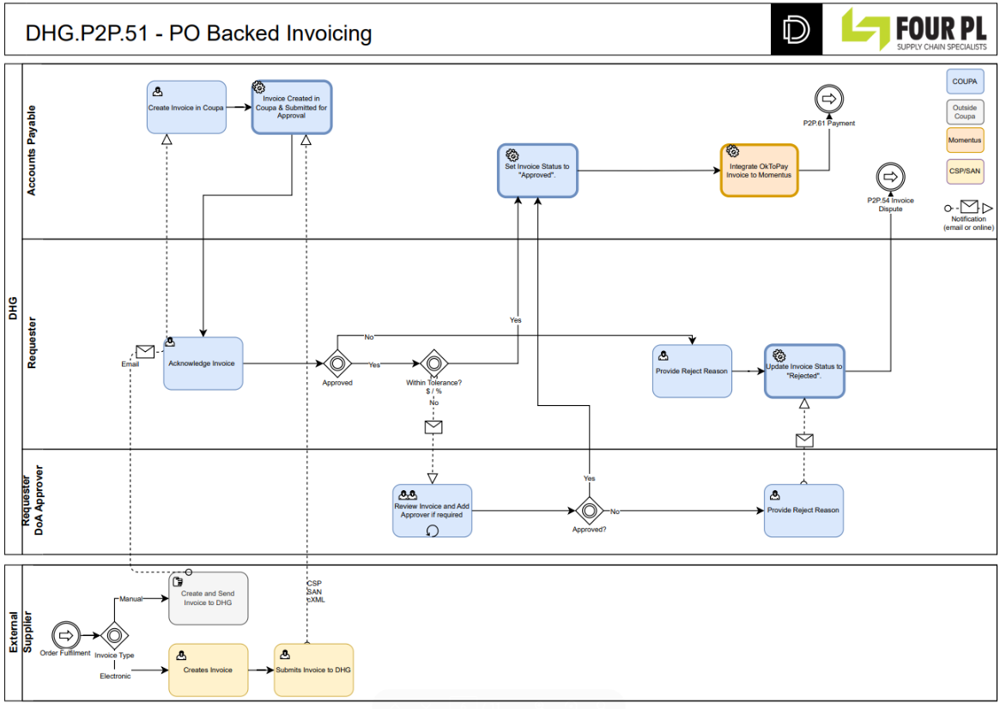 DHG.P2P.51 - PO Backed Invoicing
FOUR PL
SUPPLY CHAIN SPECIALISTS
DHG
Accounts Payable
Create Invoice in Coupa
Invoice Created in
Coupa & Submitted for
Approval
Set Invoice Status to
"Approved".
Integrate OkToPay
Invoice to Momentus
P2P.61 Payment
P2P.54 Invoice
Dispute
COUPA
Outside
Coupa
Momentus
CSP/SAN
Notification
(email or online)
Requester
Email
Acknowledge Invoice
Approved
No
Yes
Within Tolerance?
$ / %
No
Yes
Provide Reject Reason
Update Invoice Status to
"Rejected".
Requester
DoA Approver
Review Invoice and Add
Approver if required
Approved?
Yes
No
Provide Reject Reason
External
Supplier
Order Fulfilment
Invoice Type
Manual
Electronic
Create and Send
Invoice to DHG
Creates Invoice
Submits Invoice to DHG
CSP
SAN
cXML